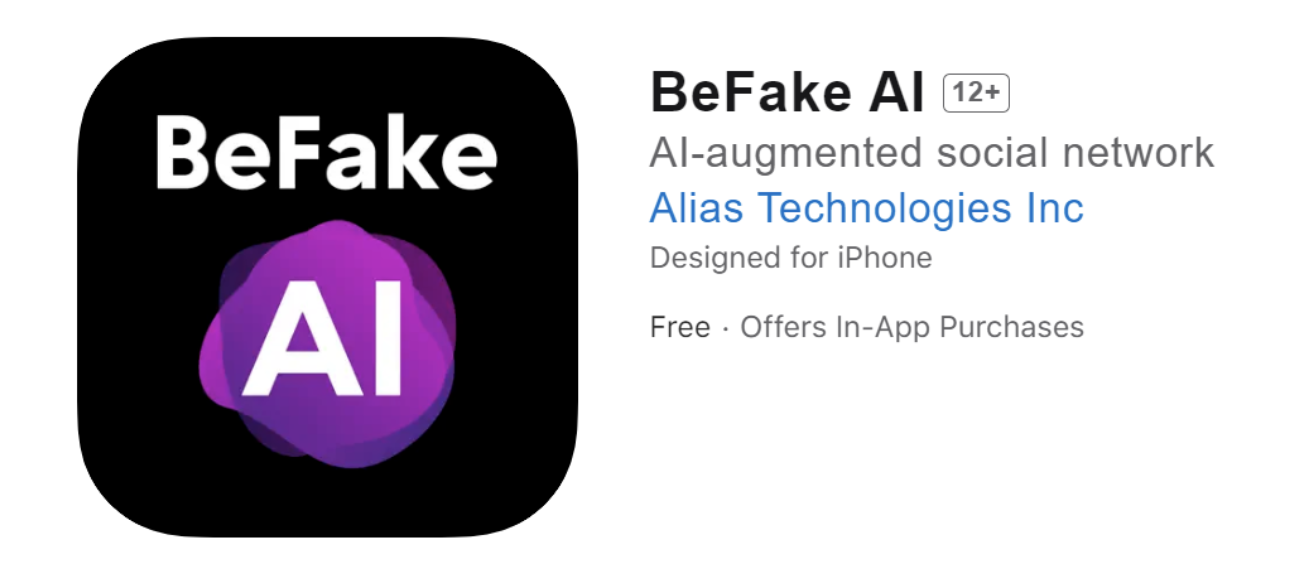 BeFake
AI
BeFake AI 12+
AI-augmented social network
Alias Technologies Inc
Designed for iPhone
Free · Offers In-App Purchases